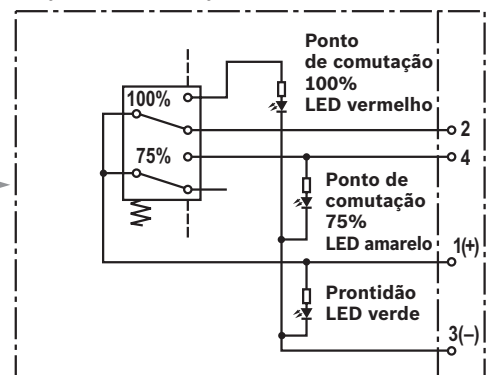 Ponto
de comutação
100%
LED vermelho
100%
2
75%
4
Ponto de
comutação
75%
LED amarelo
1(+)
Prontidão
LED verde
3(–)